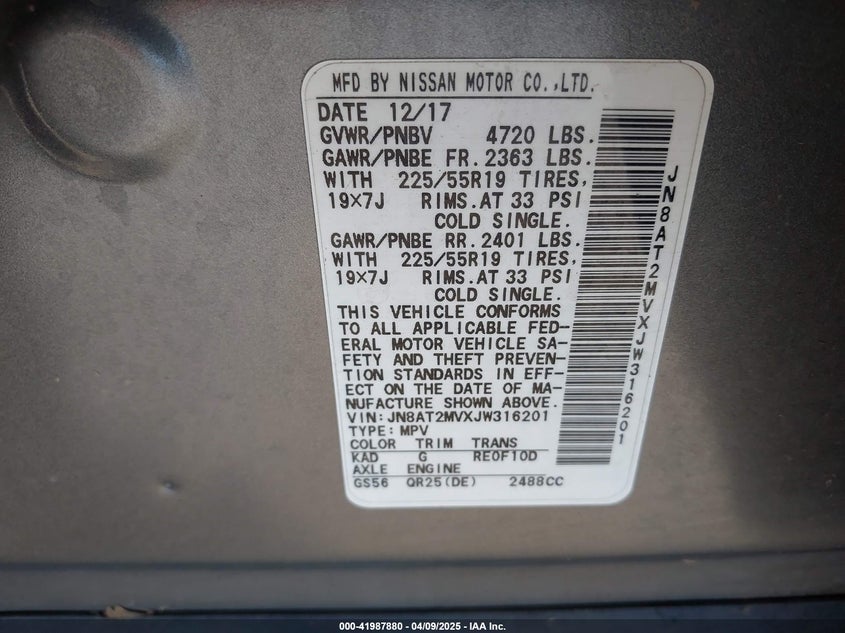 MFD BY NISSAN MOTOR CO.,LTD.
DATE 12/17
GVWR/PNBV 4720 LBS.
GAWR/PNBE FR. 2363 LBS.
WITH 225/55R19 TIRES,
19×7J RIMS.AT 33 PSI
COLD SINGLE.
GAWR/PNBE RR. 2401 LBS.
WITH 225/55R19 TIRES,
19×7J RIMS.AT 33 PSI
COLD SINGLE.
THIS VEHICLE CONFORMS
TO ALL APPLICABLE FED-
ERAL MOTOR VEHICLE SA-
FETY AND THEFT PREVEN-
TION STANDARDS IN EFF-
ECT ON THE DATE OF MA-
NUFACTURE SHOWN ABOVE.
VIN:JN8AT2MVXJW316201
TYPE:MPV
COLOR TRIM TRANS
KAD G RE0F10D
AXLE ENGINE
GS56 QR25(DE) 2488CC
JN8AT2MVXJW316201
000-41987880 - 04/09/2025 - IAA Inc.